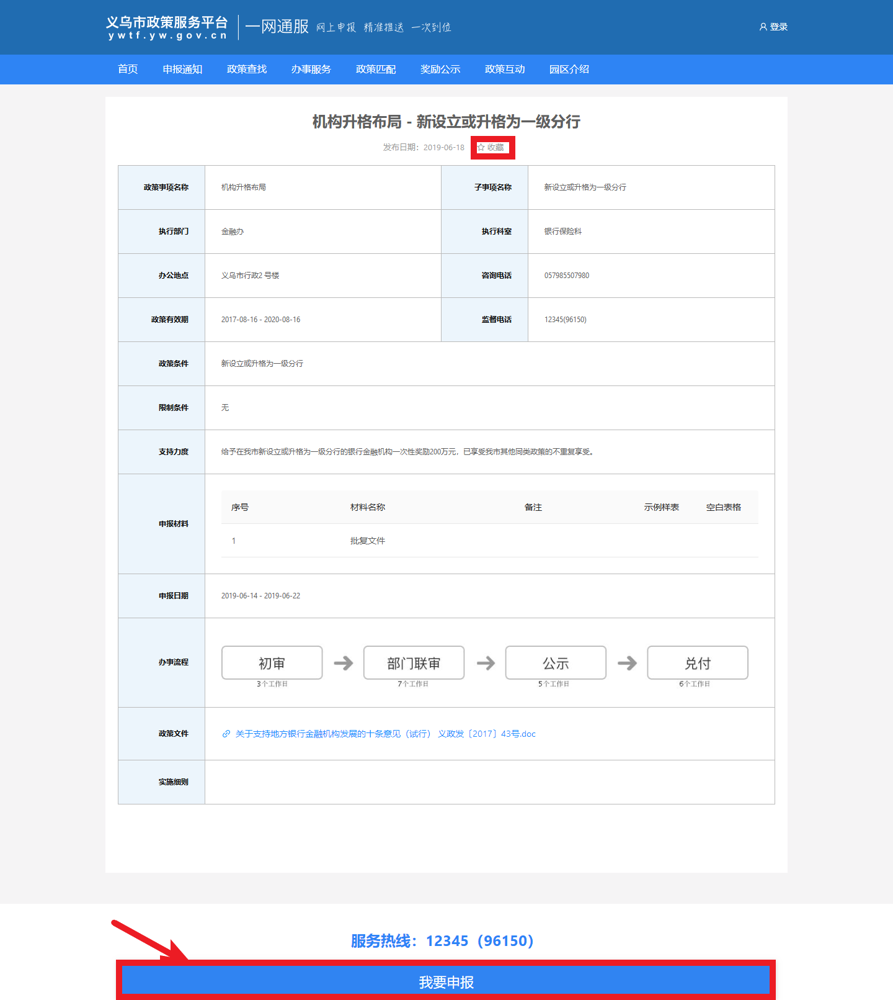 义乌市政策服务平台
ywtf.yw.gov.cn
一网通服 网上申报 精准推送 一次到位
登录
首页 申报通知 政策查找 办事服务 政策匹配 奖励公示 政策互动 园区介绍
机构升格布局 - 新设立或升格为一级分行
发布日期：2019-06-18 收藏
政策事项名称 机构升格布局 子事项名称 新设立或升格为一级分行
执行部门 金融办 执行科室 银行保险科
办公地点 义乌市行政2 号楼 咨询电话 057985507980
政策有效期 2017-08-16 - 2020-08-16 监督电话 12345(96150)
政策条件 新设立或升格为一级分行
限制条件 无
支持力度 给予在我市新设立或升格为一级分行的银行金融机构一次性奖励200万元，已享受我市其他同类政策的不重复享受。
申报材料
序号 材料名称 备注 示例样表 空白表格
1 批复文件
申报日期 2019-06-14 - 2019-06-22
办事流程
初审 部门联审 公示 兑付
3个工作日 7个工作日 5个工作日 6个工作日
政策文件 关于支持地方银行金融机构发展的十条意见（试行） 义政发〔2017〕43号.doc
实施细则
服务热线：12345（96150）
我要申报